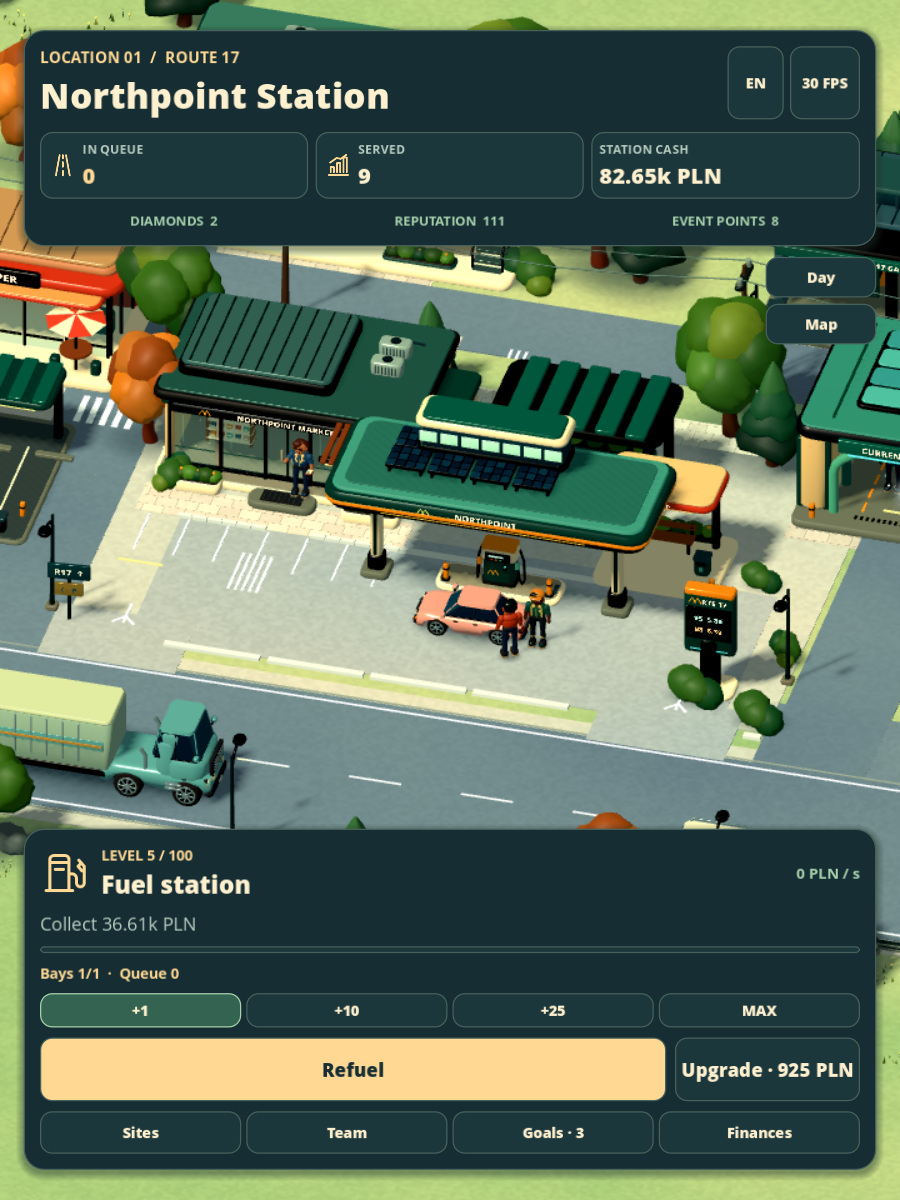 LOCATION 01 / ROUTE 17
Northpoint Station
EN
30 FPS
IN QUEUE
0
SERVED
9
STATION CASH
82.65k PLN
DIAMONDS 2
REPUTATION 111
EVENT POINTS 8
Day
Map
NORTHPOINT MARKET
NORTHPOINT
CURREN
R17
LEVEL 5 / 100
Fuel station
0 PLN / s
Collect 36.61k PLN
Bays 1/1 · Queue 0
+1
+10
+25
MAX
Refuel
Upgrade · 925 PLN
Sites
Team
Goals · 3
Finances